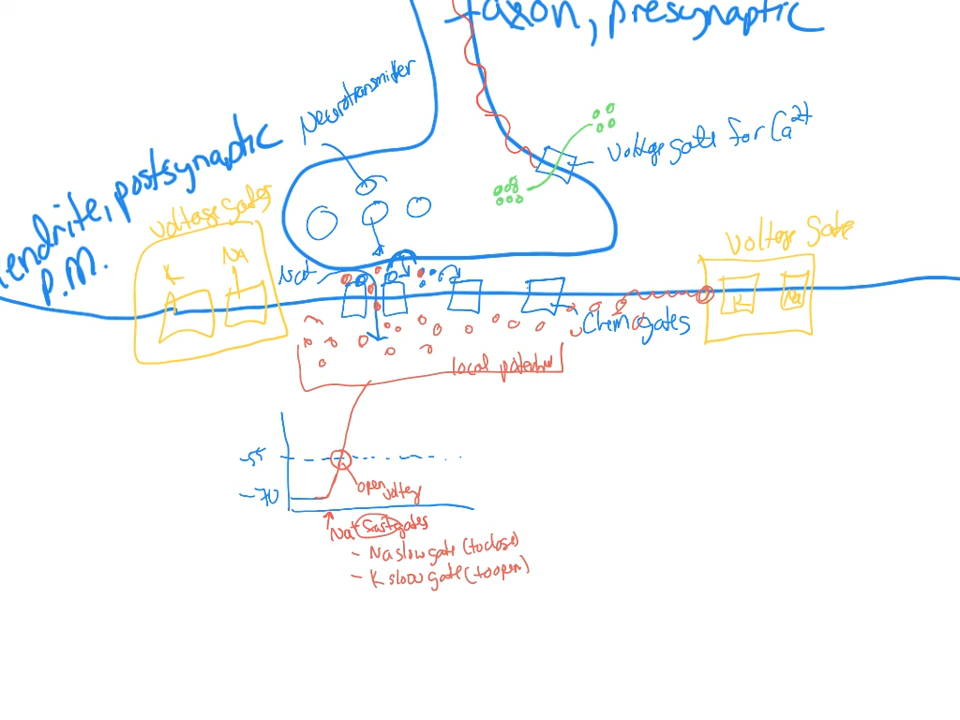 axon, presynaptic
Neurotransmitter
Voltage gate for Ca2+
dendrite, postsynaptic
P.M.
Voltage gates
K
Na
Na+
Voltage Gate
K
Na
Chemogates
local potential
-55
-70
open voltage
Na+ fast gates
- Na slow gate (to close)
- K slow gate (to open)